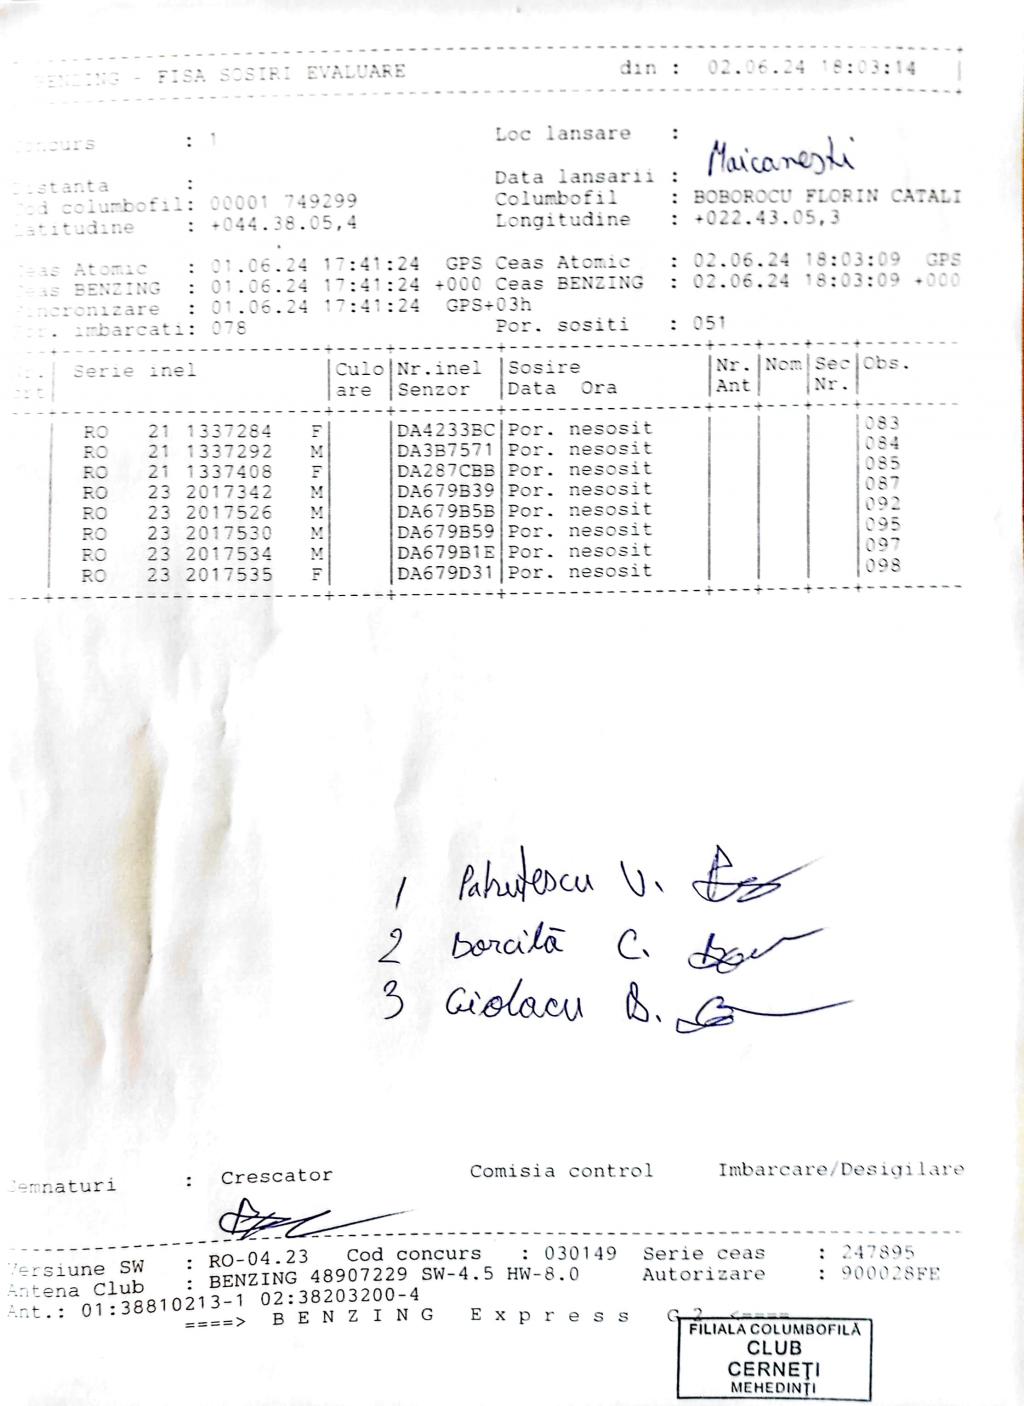 BENZING - FISA SOSIRI EVALUARE din : 02.06.24 18:03:14
Concurs : 1 Loc lansare :
Maicanesti
Distanta : Data lansarii :
Cod columbofil: 00001 749299 Columbofil : BOBOROCU FLORIN CATALI
Latitudine : +044.38.05,4 Longitudine : +022.43.05,3
Ceas Atomic : 01.06.24 17:41:24 GPS Ceas Atomic : 02.06.24 18:03:09 GPS
Ceas BENZING : 01.06.24 17:41:24 +000 Ceas BENZING : 02.06.24 18:03:09 +000
Sincronizare : 01.06.24 17:41:24 GPS+03h
Por. imbarcati: 078 Por. sositi : 051
Serie inel Culo Nr.inel Sosire Nr. Nom Sec Obs.
are Senzor Data Ora Ant Nr.
RO 21 1337284 F DA4233BC Por. nesosit 083
RO 21 1337292 M DA3B7571 Por. nesosit 084
RO 21 1337408 F DA287CBB Por. nesosit 085
RO 23 2017342 M DA679B39 Por. nesosit 087
RO 23 2017526 M DA679B5B Por. nesosit 092
RO 23 2017530 M DA679B59 Por. nesosit 095
RO 23 2017534 M DA679B1E Por. nesosit 097
RO 23 2017535 F DA679D31 Por. nesosit 098
1 V.
2 Borcilă C.
3 Ciolacu B.
Semnaturi : Crescator Comisia control Imbarcare/Desigilare
Versiune SW : RO-04.23 Cod concurs : 030149 Serie ceas : 247895
Antena Club : BENZING 48907229 SW-4.5 HW-8.0 Autorizare : 900028FE
Ant.: 01:38810213-1 02:38203200-4
====> B E N Z I N G E x p r e s s G 2 <====
FILIALA COLUMBOFILĂ
CLUB
CERNEȚI
MEHEDINȚI